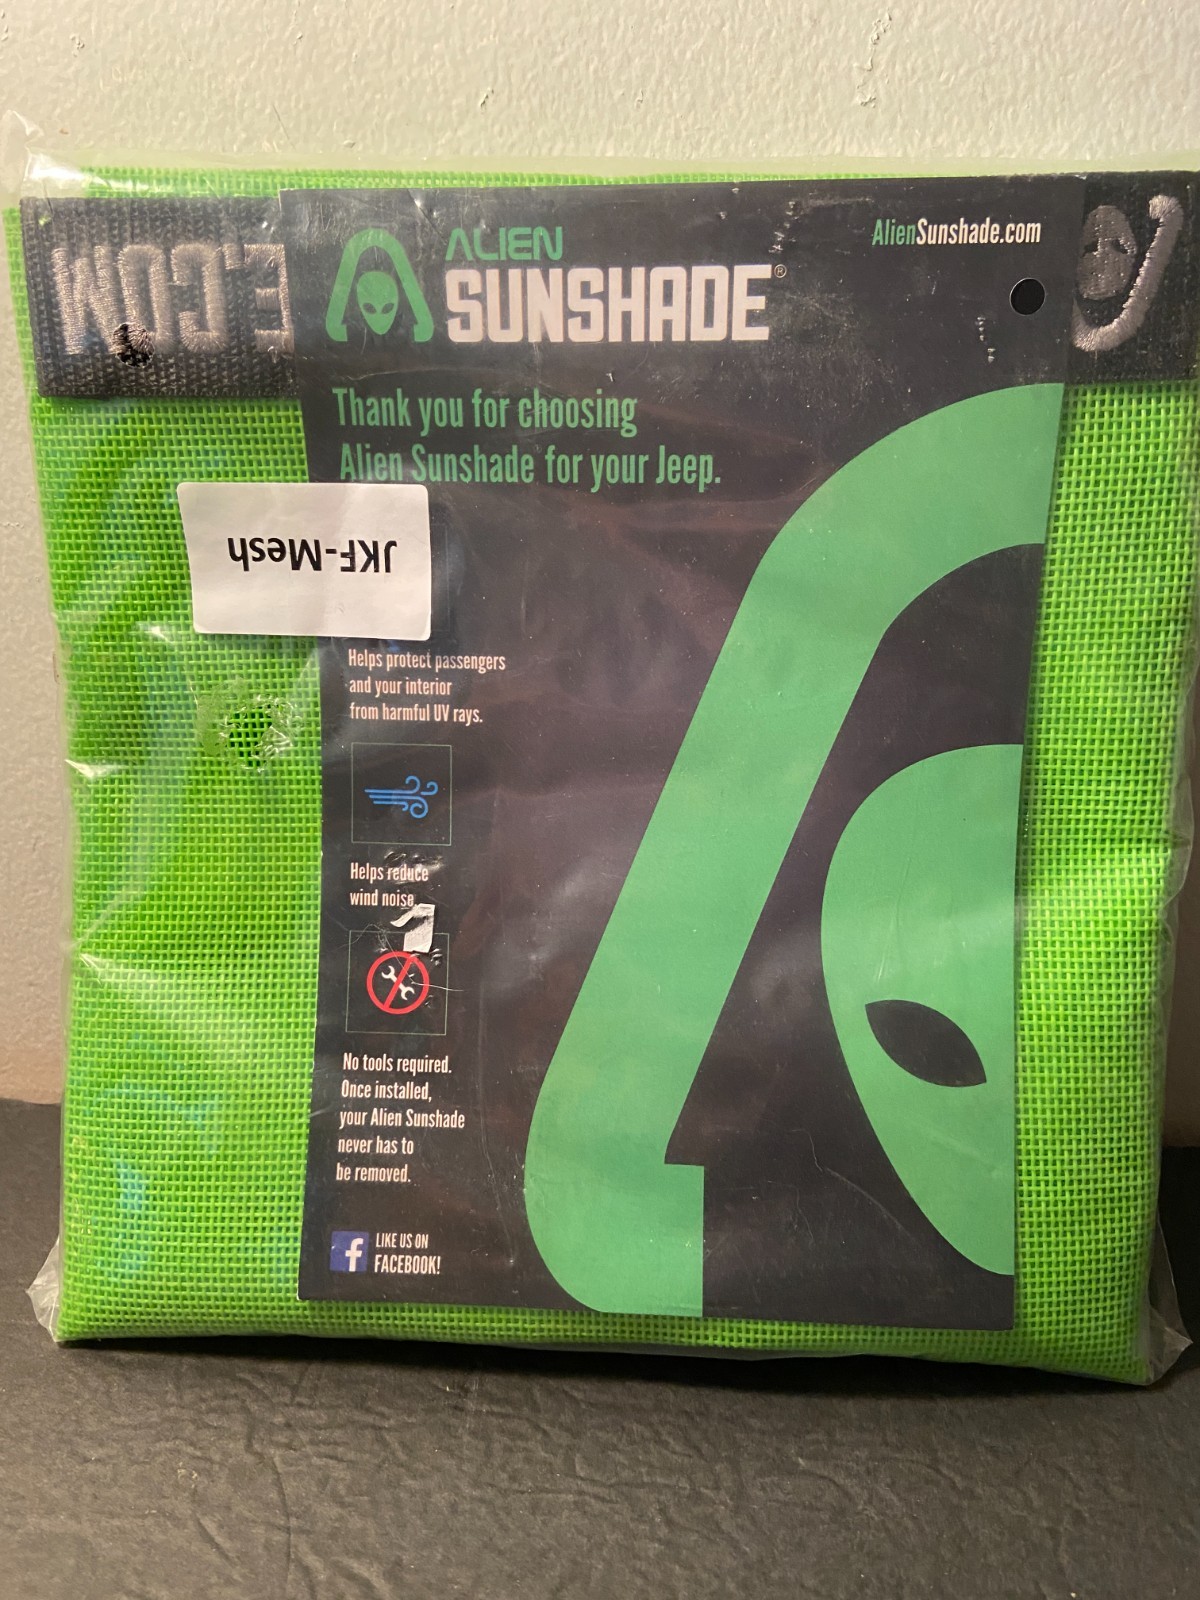 E.COM
ALIEN
SUNSHADE®
AlienSunshade.com
Thank you for choosing
Alien Sunshade for your Jeep.
JKF-Mesh
Helps protect passengers
and your interior
from harmful UV rays.
Helps reduce
wind noise.
No tools required.
Once installed,
your Alien Sunshade
never has to
be removed.
f
LIKE US ON
FACEBOOK!